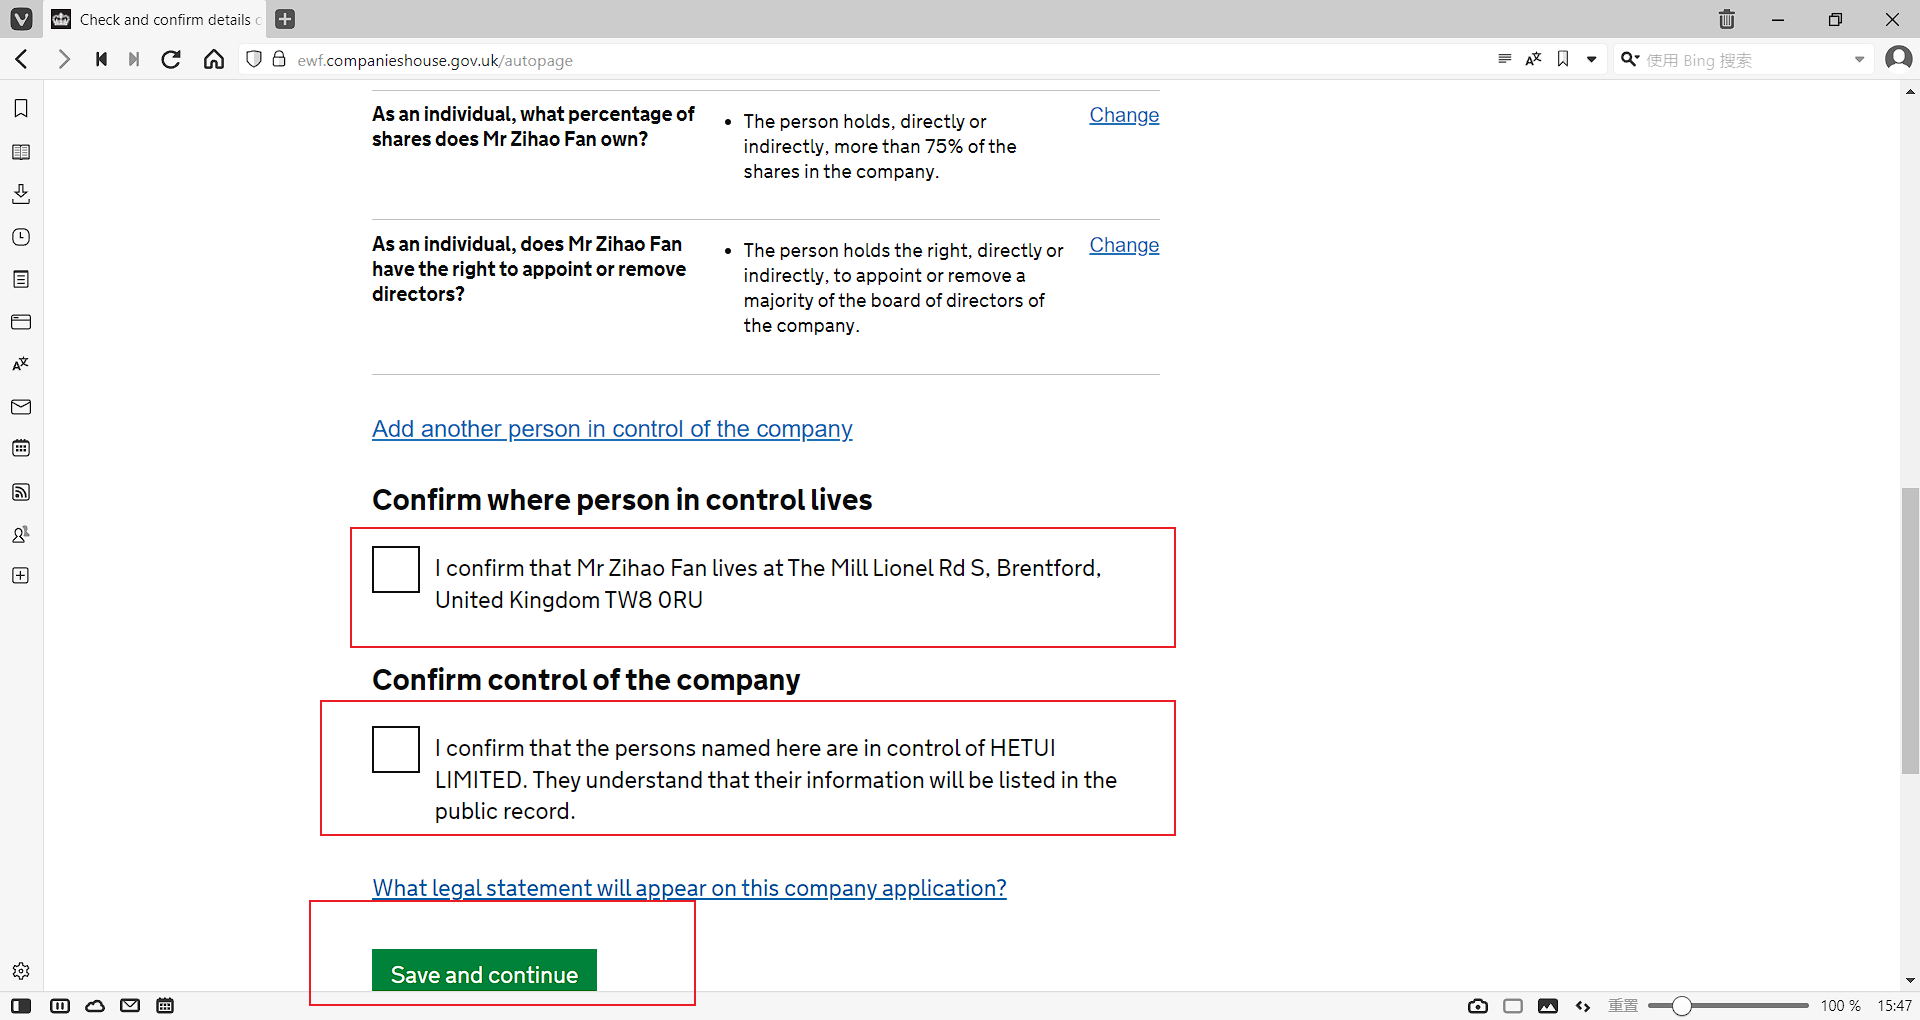 Check and confirm details o
ewf.companieshouse.gov.uk/autopage
使用 Bing 搜索
As an individual, what percentage of
shares does Mr Zihao Fan own?
• The person holds, directly or
indirectly, more than 75% of the
shares in the company.
Change
As an individual, does Mr Zihao Fan
have the right to appoint or remove
directors?
• The person holds the right, directly or
indirectly, to appoint or remove a
majority of the board of directors of
the company.
Change
Add another person in control of the company
Confirm where person in control lives
I confirm that Mr Zihao Fan lives at The Mill Lionel Rd S, Brentford,
United Kingdom TW8 0RU
Confirm control of the company
I confirm that the persons named here are in control of HETUI
LIMITED. They understand that their information will be listed in the
public record.
What legal statement will appear on this company application?
Save and continue
重置
100 %
15:47